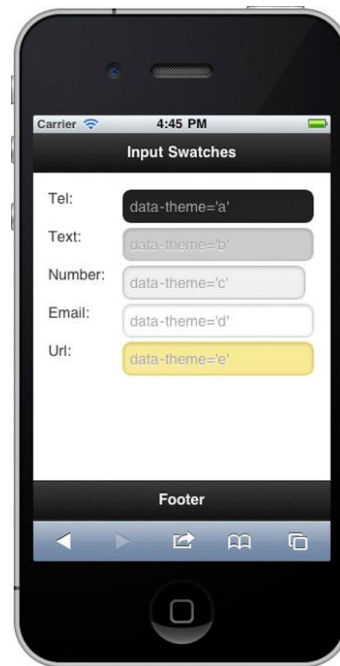 Carrier 4:45 PM
Input Swatches
Tel: data-theme='a'
Text: data-theme='b'
Number: data-theme='c'
Email: data-theme='d'
Url: data-theme='e'
Footer